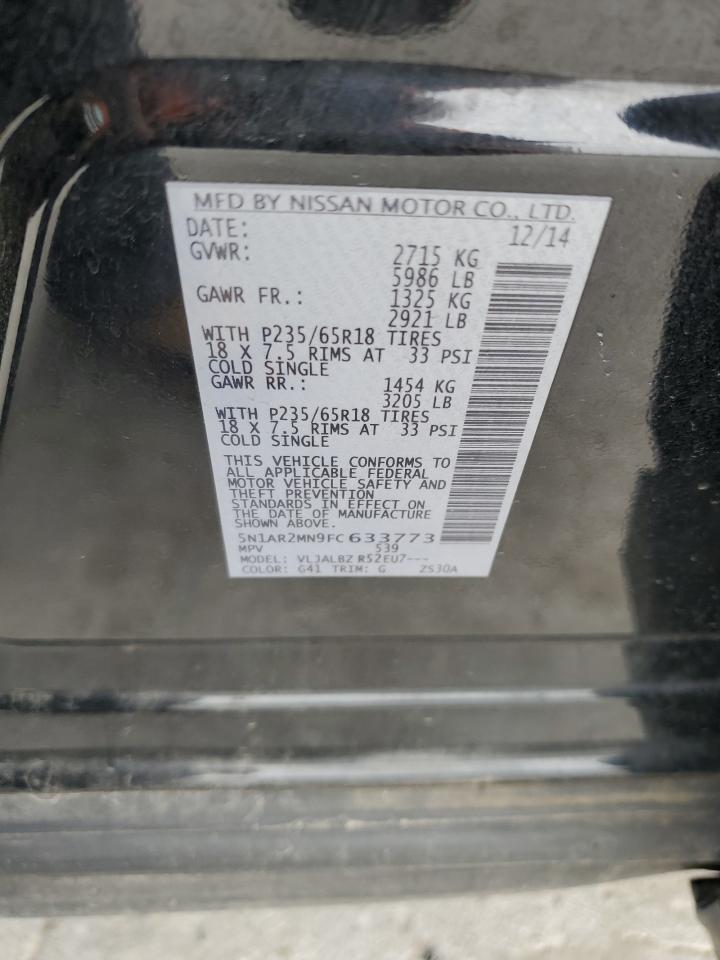 MFD BY NISSAN MOTOR CO., LTD.
DATE: 12/14
GVWR: 2715 KG
5986 LB
GAWR FR.: 1325 KG
2921 LB
WITH P235/65R18 TIRES
18 X 7.5 RIMS AT 33 PSI
COLD SINGLE
GAWR RR.: 1454 KG
3205 LB
WITH P235/65R18 TIRES
18 X 7.5 RIMS AT 33 PSI
COLD SINGLE
THIS VEHICLE CONFORMS TO
ALL APPLICABLE FEDERAL
MOTOR VEHICLE SAFETY AND
THEFT PREVENTION
STANDARDS IN EFFECT ON
THE DATE OF MANUFACTURE
SHOWN ABOVE
5N1AR2MN9FC633773
MPV 539
MODEL: VLJALBZ R52EU7---
COLOR: G41 TRIM: G ZS30A